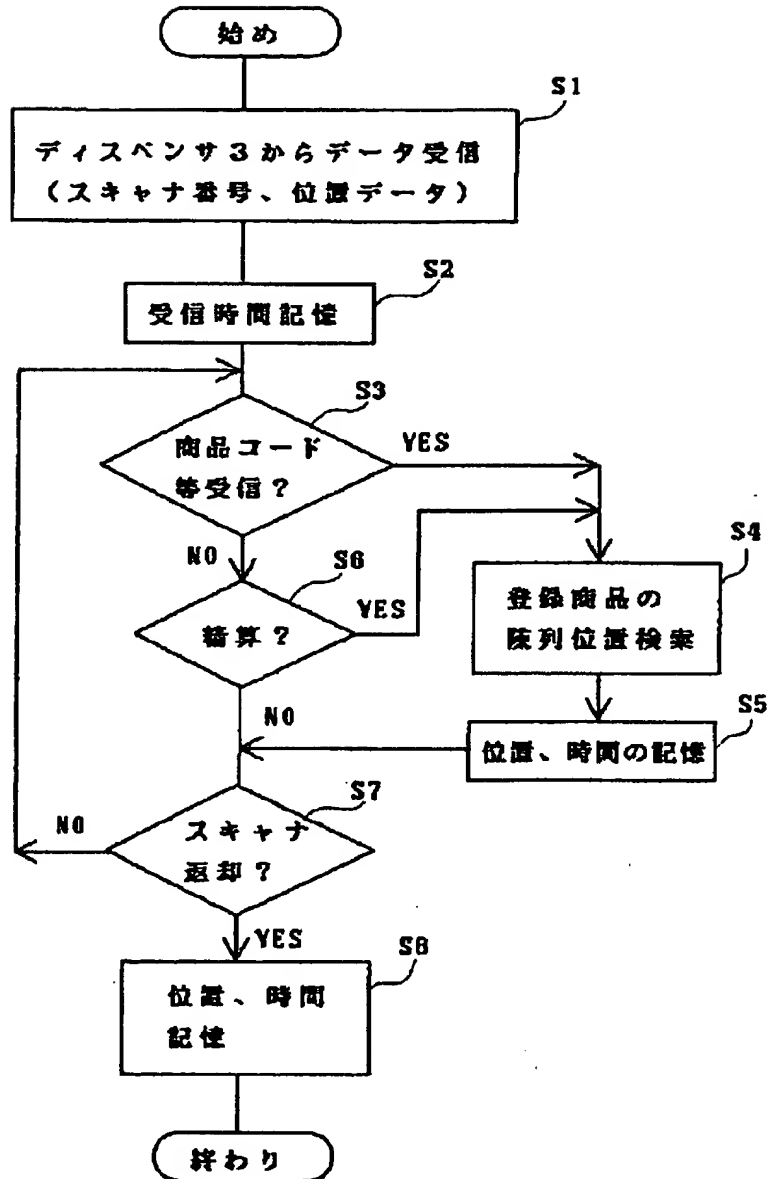 始め
S1
ディスペンサ3からデータ受信
(スキャナ番号、位置データ)
S2
受信時間記憶
S3
商品コード
等受信?
YES
NO
S6
精算?
YES
NO
S4
登録商品の
陳列位置検索
S5
位置、時間の記憶
S7
スキャナ
返却?
NO
YES
S8
位置、時間
記憶
終わり